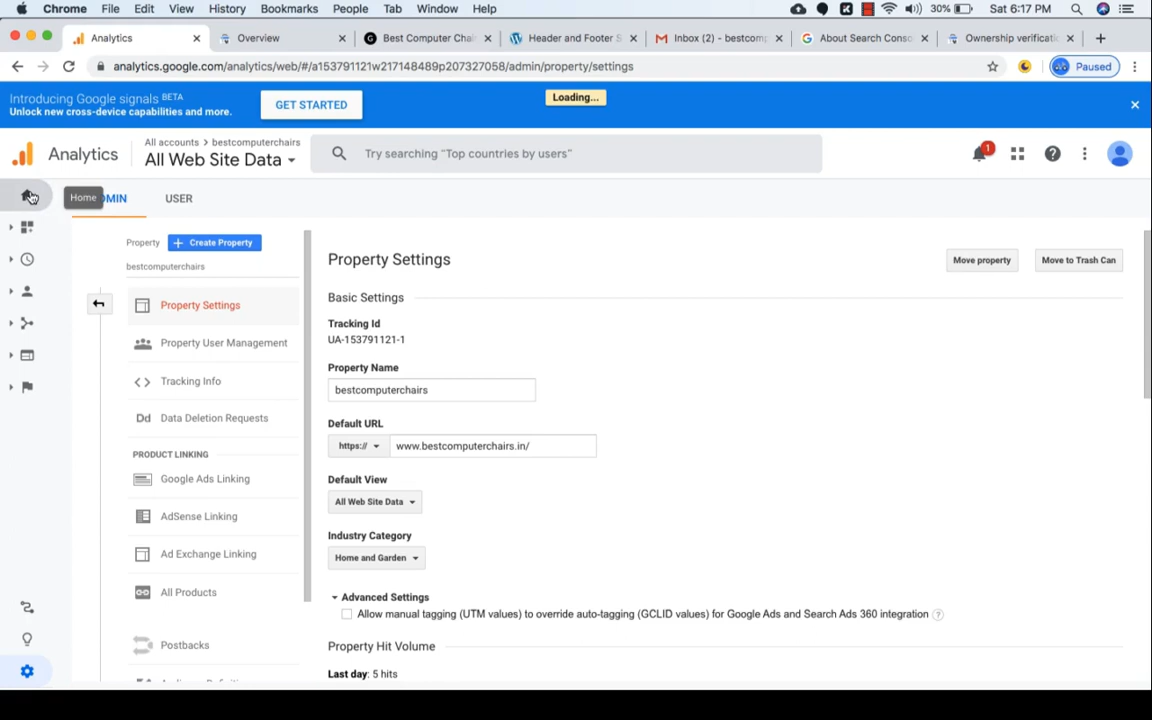 Chrome File Edit View History Bookmarks People Tab Window Help 30% Sat 6:17 PM
Analytics Overview Best Computer Chai Header and Footer S Inbox (2) - bestcomp About Search Conso Ownership verificati
analytics.google.com/analytics/web/#/a153791121w217148489p207327058/admin/property/settings Paused
Introducing Google signals BETA
Unlock new cross-device capabilities and more.
GET STARTED
Loading...
Analytics
All accounts > bestcomputerchairs
All Web Site Data
Try searching "Top countries by users"
1
Home
DMIN USER
Property Create Property
bestcomputerchairs
Property Settings
Property User Management
Tracking Info
Dd Data Deletion Requests
PRODUCT LINKING
Google Ads Linking
AdSense Linking
Ad Exchange Linking
All Products
Postbacks
Property Settings
Move property Move to Trash Can
Basic Settings
Tracking Id
UA-153791121-1
Property Name
bestcomputerchairs
Default URL
https:// www.bestcomputerchairs.in/
Default View
All Web Site Data
Industry Category
Home and Garden
Advanced Settings
Allow manual tagging (UTM values) to override auto-tagging (GCLID values) for Google Ads and Search Ads 360 integration ?
Property Hit Volume
Last day: 5 hits